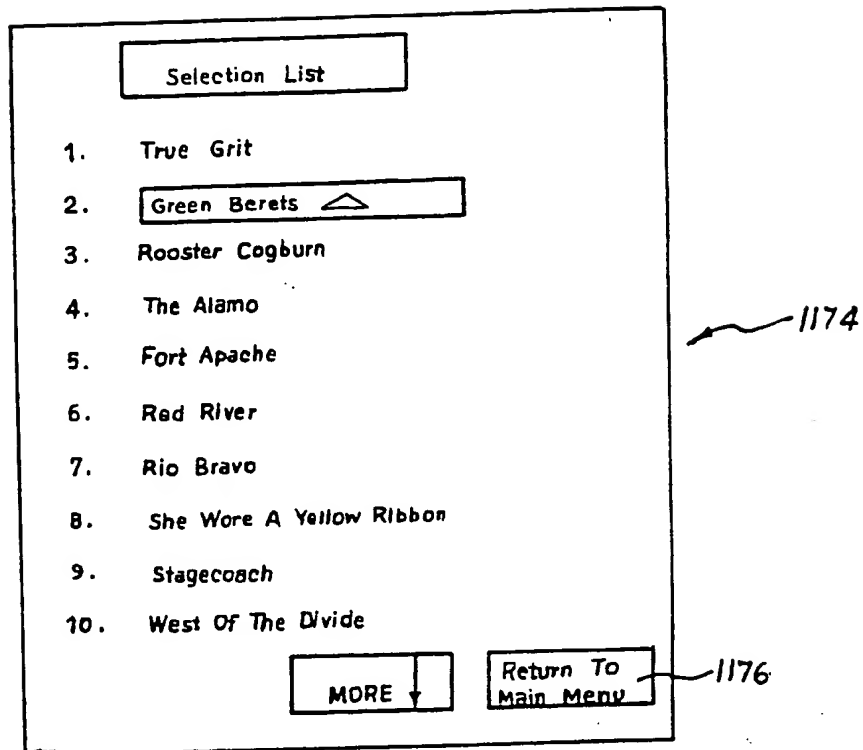 Selection List
1. True Grit
2. Green Berets
3. Rooster Cogburn
4. The Alamo
5. Fort Apache
6. Red River
7. Rio Bravo
8. She Wore A Yellow Ribbon
9. Stagecoach
10. West Of The Divide
MORE
Return To
Main Menu
1174
1176